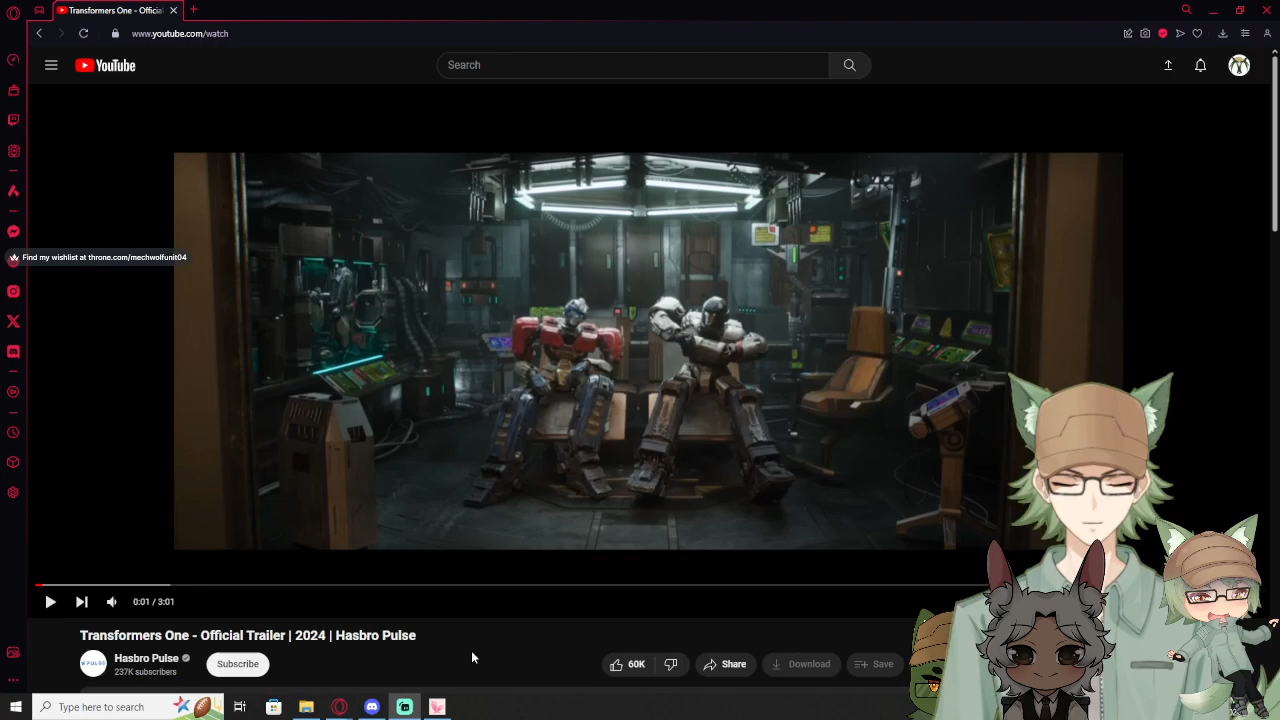 Transformers One - Official
www.youtube.com/watch
YouTube
Search
Find my wishlist at throne.com/mechwolfunit04
0:01 / 3:01
Transformers One - Official Trailer | 2024 | Hasbro Pulse
Hasbro Pulse
237K subscribers
Subscribe
60K
Share
Download
Save
Type here to search